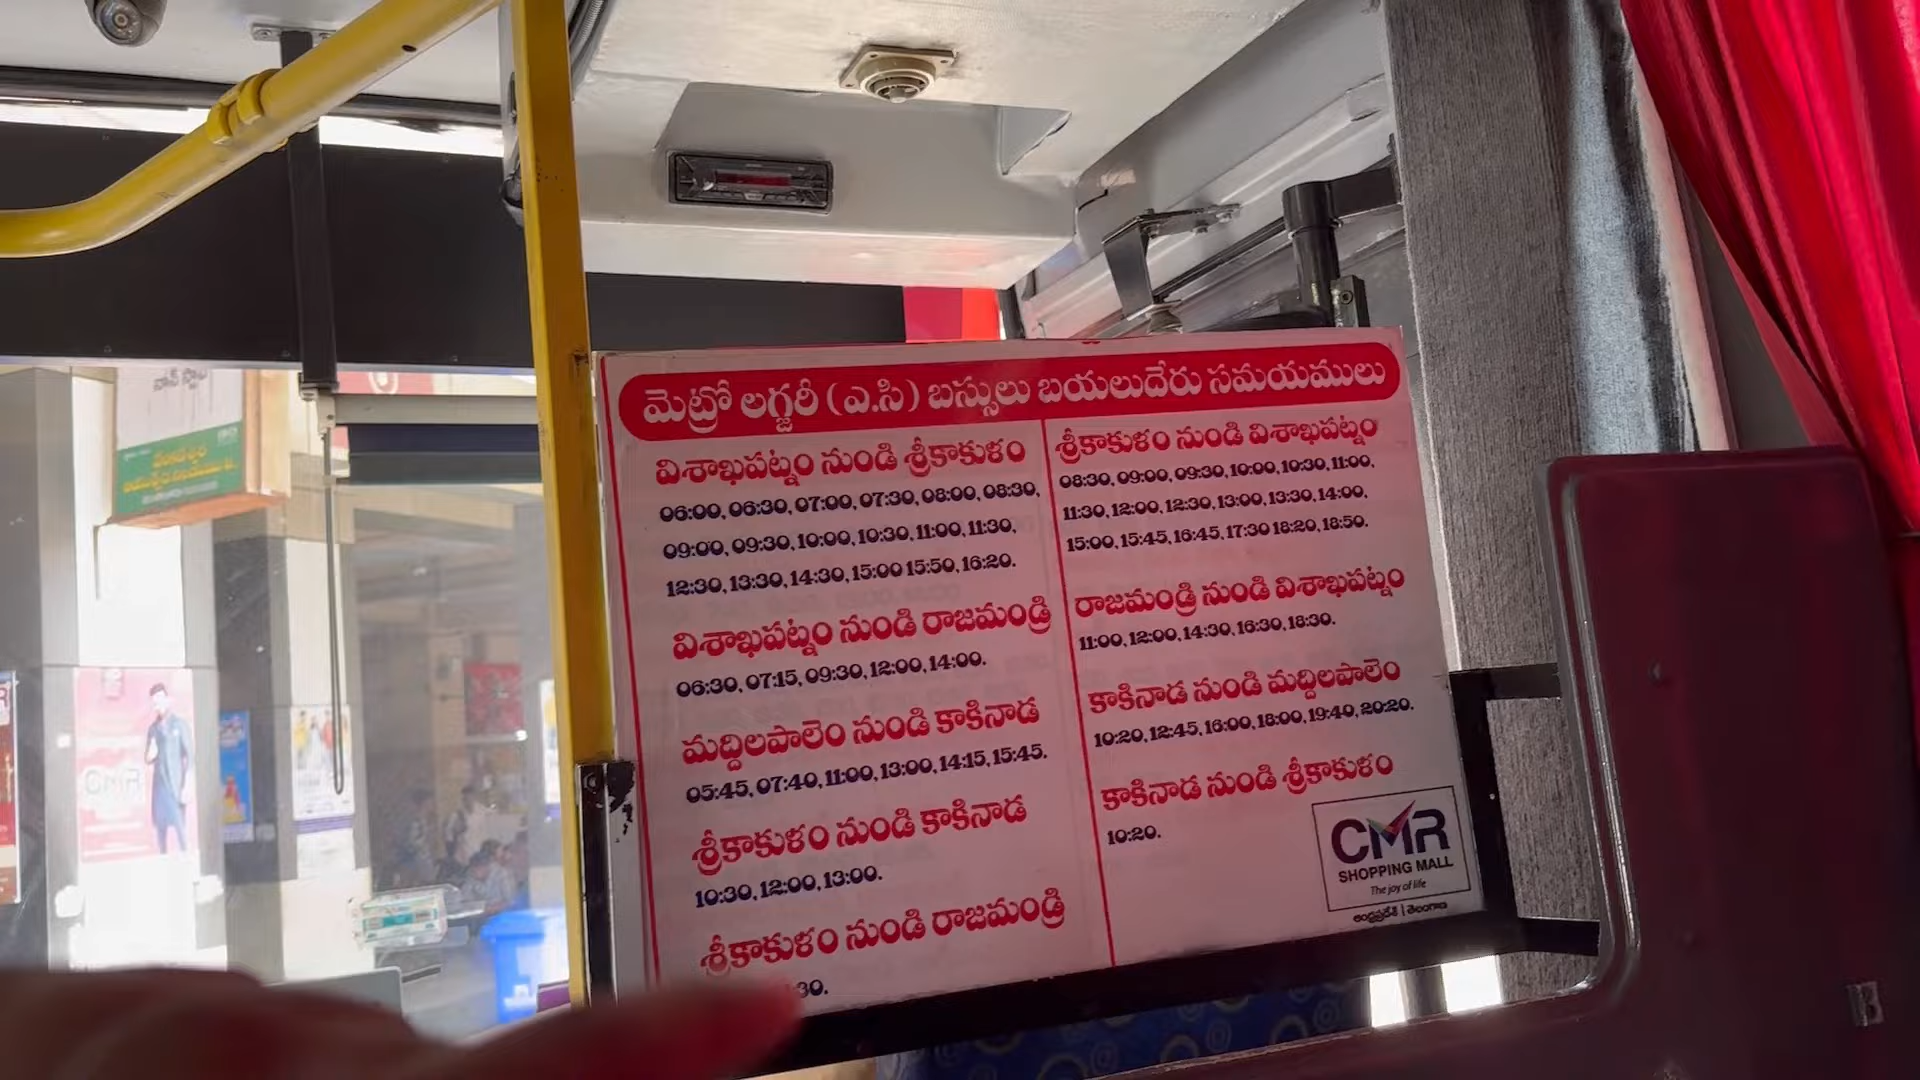 మెట్రో లగ్జరీ (ఎ.సి) బస్సులు బయలుదేరు సమయములు
విశాఖపట్నం నుండి శ్రీకాకుళం
06:00, 06:30, 07:00, 07:30, 08:00, 08:30,
09:00, 09:30, 10:00, 10:30, 11:00, 11:30,
12:30, 13:30, 14:30, 15:00 15:50, 16:20.
విశాఖపట్నం నుండి రాజమండ్రి
06:30, 07:15, 09:30, 12:00, 14:00.
మద్దిలపాలెం నుండి కాకినాడ
05:45, 07:40, 11:00, 13:00, 14:15, 15:45.
శ్రీకాకుళం నుండి కాకినాడ
10:30, 12:00, 13:00.
శ్రీకాకుళం నుండి రాజమండ్రి
30.
శ్రీకాకుళం నుండి విశాఖపట్నం
08:30, 09:00, 09:30, 10:00, 10:30, 11:00,
11:30, 12:00, 12:30, 13:00, 13:30, 14:00,
15:00, 15:45, 16:45, 17:30 18:20, 18:50.
రాజమండ్రి నుండి విశాఖపట్నం
11:00, 12:00, 14:30, 16:30, 18:30.
కాకినాడ నుండి మద్దిలపాలెం
10:20, 12:45, 16:00, 18:00, 19:40, 20:20.
కాకినాడ నుండి శ్రీకాకుళం
10:20.
CMR
SHOPPING MALL
The joy of life
ఆంధ్రప్రదేశ్ | తెలంగాణ
CMR